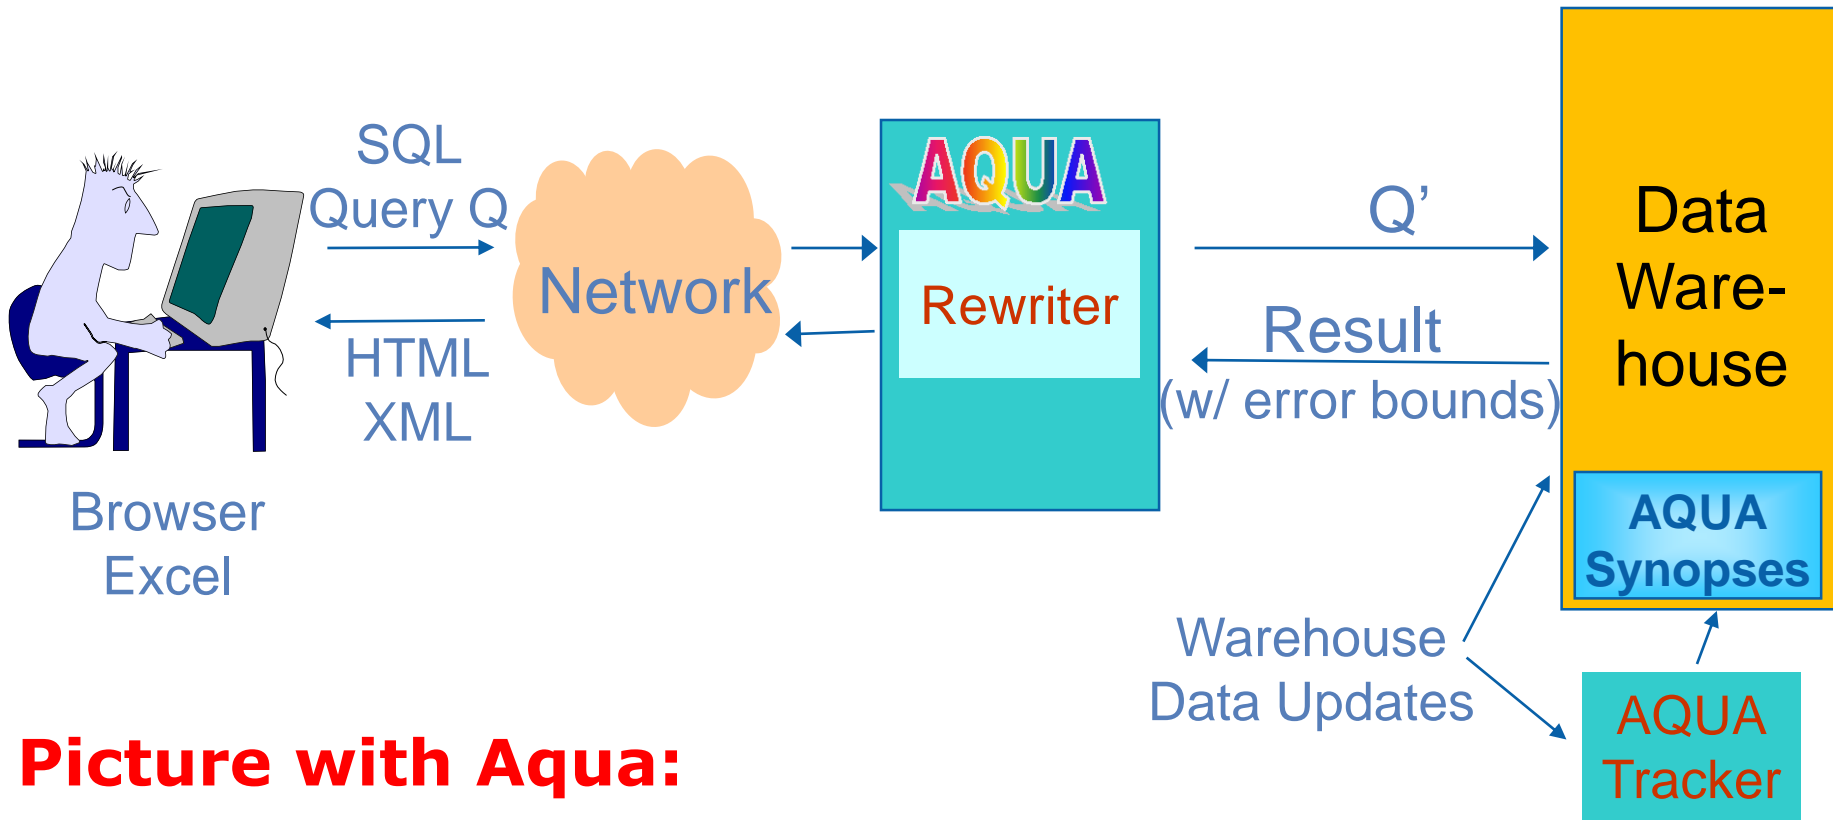 SQL
Query Q
HTML
XML
Browser
Excel
Network
AQUA
Rewriter
Q’
Result
(w/ error bounds)
Data
Ware-
house
AQUA
Synopses
Warehouse
Data Updates
AQUA
Tracker
Picture with Aqua: